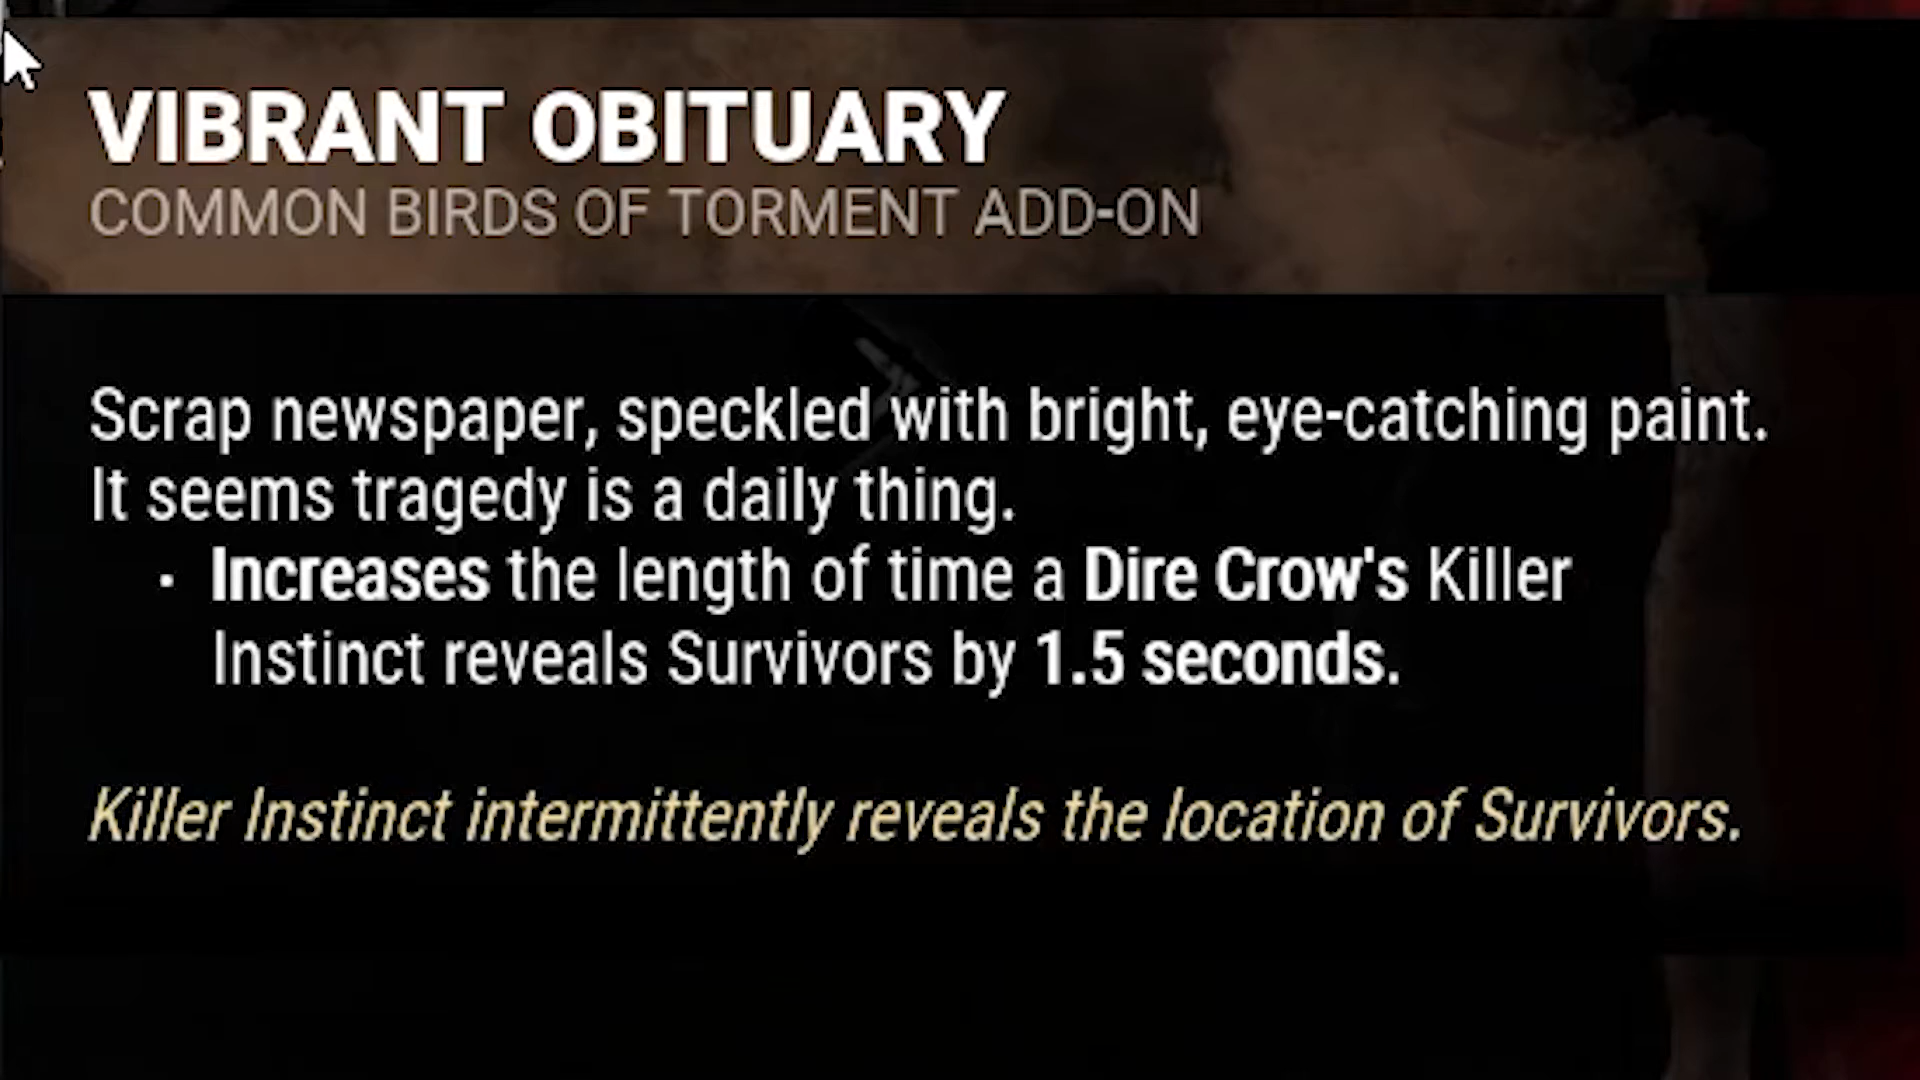 VIBRANT OBITUARY
COMMON BIRDS OF TORMENT ADD-ON
Scrap newspaper, speckled with bright, eye-catching paint.
It seems tragedy is a daily thing.
· Increases the length of time a Dire Crow's Killer
Instinct reveals Survivors by 1.5 seconds.
Killer Instinct intermittently reveals the location of Survivors.